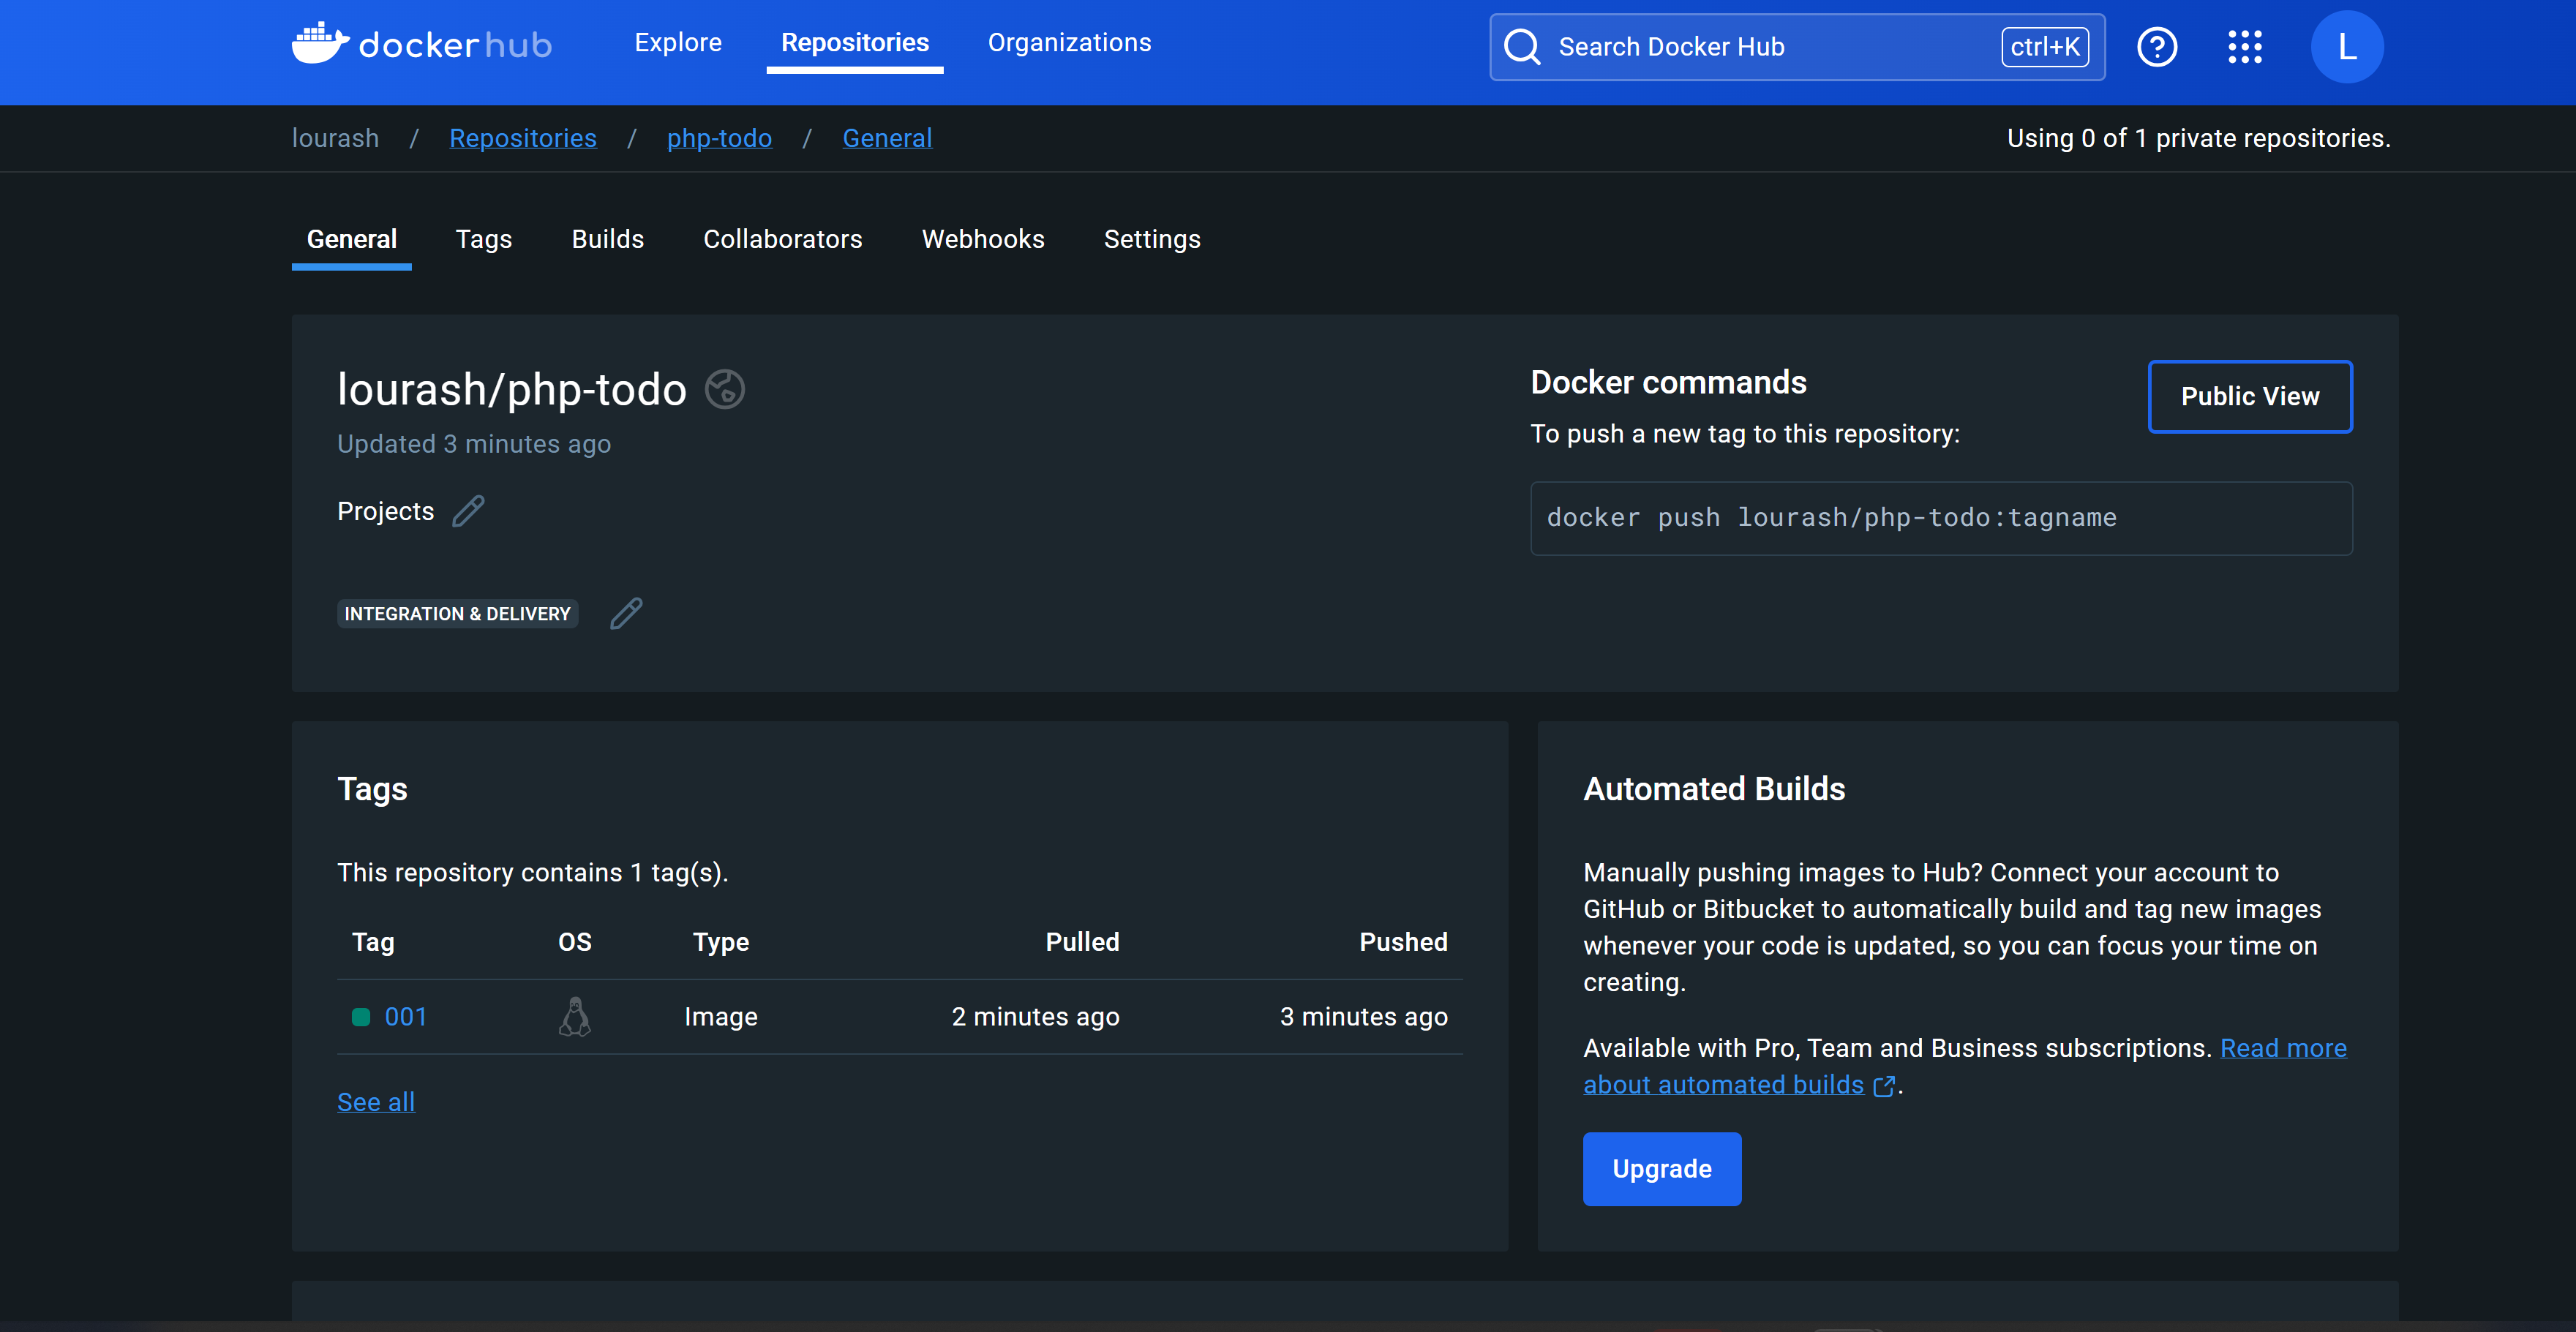 dockerhub Explore Repositories Organizations Search Docker Hub ctrl+K ? L
lourash / Repositories / php-todo / General Using 0 of 1 private repositories.
General Tags Builds Collaborators Webhooks Settings
lourash/php-todo
Updated 3 minutes ago
Projects
INTEGRATION & DELIVERY
Docker commands
Public View
To push a new tag to this repository:
docker push lourash/php-todo:tagname
Tags
This repository contains 1 tag(s).
Tag OS Type Pulled Pushed
001 Image 2 minutes ago 3 minutes ago
See all
Automated Builds
Manually pushing images to Hub? Connect your account to
GitHub or Bitbucket to automatically build and tag new images
whenever your code is updated, so you can focus your time on
creating.
Available with Pro, Team and Business subscriptions. Read more
about automated builds .
Upgrade